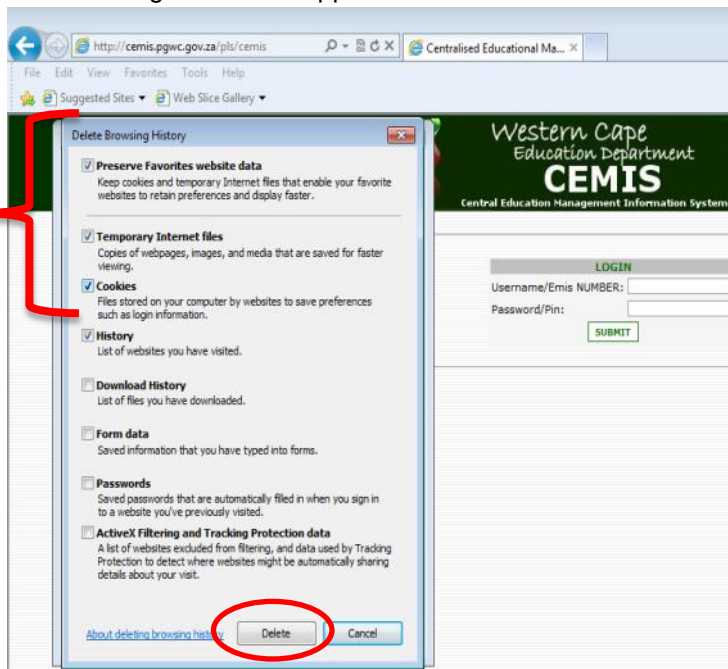 http://cemis.pgwc.gov.za/pls/cemis
Centralised Educational Ma...
File Edit View Favorites Tools Help
Suggested Sites Web Slice Gallery
Delete Browsing History
Preserve Favorites website data
Keep cookies and temporary Internet files that enable your favorite
websites to retain preferences and display faster.
Temporary Internet files
Copies of webpages, images, and media that are saved for faster
viewing.
Cookies
Files stored on your computer by websites to save preferences
such as login information.
History
List of websites you have visited.
Download History
List of files you have downloaded.
Form data
Saved information that you have typed into forms.
Passwords
Saved passwords that are automatically filled in when you sign in
to a website you've previously visited.
ActiveX Filtering and Tracking Protection data
A list of websites excluded from filtering, and data used by Tracking
Protection to detect where websites might be automatically sharing
details about your visit.
About deleting browsing history
Delete
Cancel
Western Cape
Education Department
CEMIS
Central Education Management Information System
LOGIN
Username/Emis NUMBER:
Password/Pin:
SUBMIT